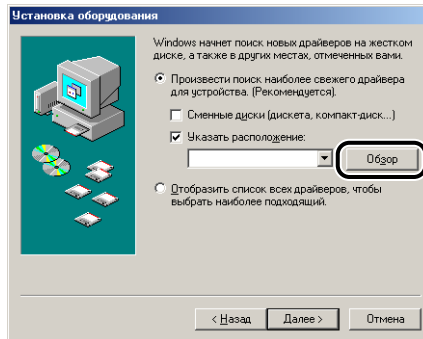 Установка оборудования
Windows начнет поиск новых драйверов на жестком
диске, а также в других местах, отмеченных вами.
Произвести поиск наиболее свежего драйвера
для устройства. (Рекомендуется).
Сменные диски (дискета, компакт-диск...)
Указать расположение:
Обзор
Отобразить список всех драйверов, чтобы
выбрать наиболее подходящий.
< Назад
Далее >
Отмена